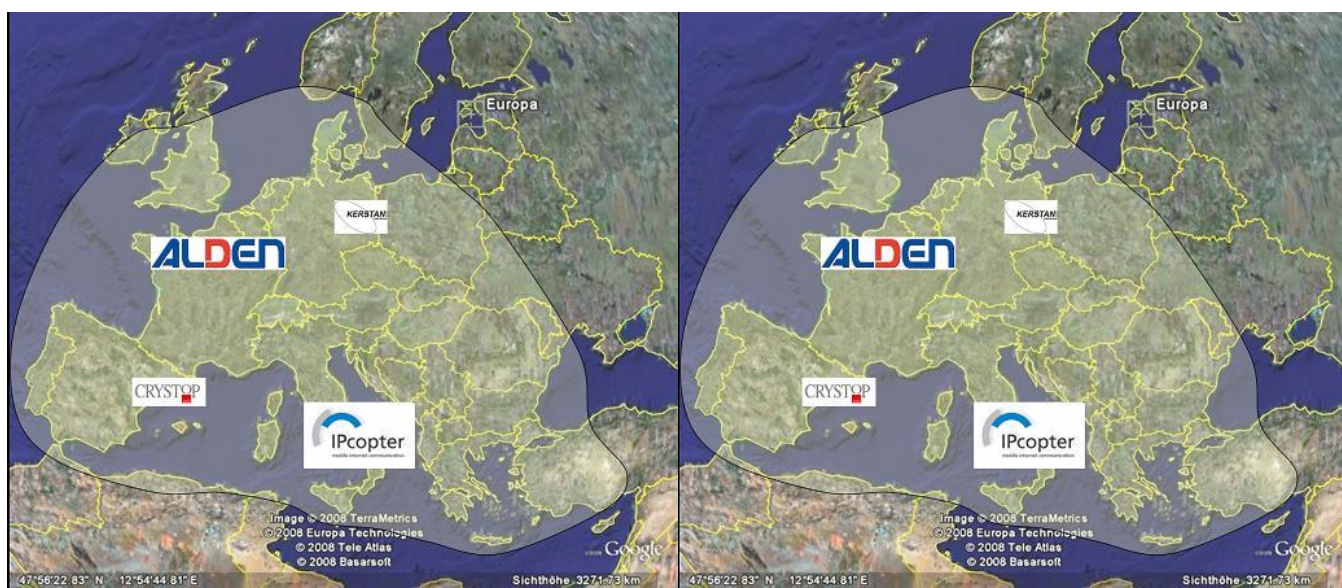 Europa
KERSTAN
ALDEN
CRYSTOP
IPcopter
mobile internet communication
Image © 2008 TerraMetrics
© 2008 Europa Technologies
© 2008 Tele Atlas
© 2008 Basarsoft
©2008 Google
47°56'22.83" N 12°54'44.81" E
Sichthöhe 3271.73 km
Europa
KERSTAN
ALDEN
CRYSTOP
IPcopter
mobile internet communication
Image © 2008 TerraMetrics
© 2008 Europa Technologies
© 2008 Tele Atlas
© 2008 Basarsoft
©2008 Google
47°56'22.83" N 12°54'44.81" E
Sichthöhe 3271.73 km